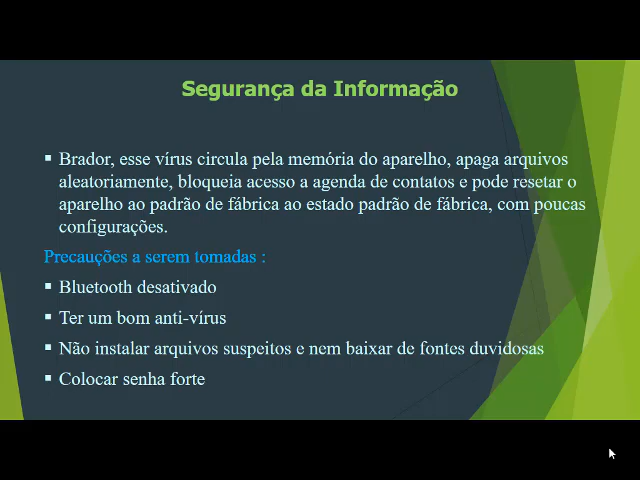 Segurança da Informação
▪ Brador, esse vírus circula pela memória do aparelho, apaga arquivos
aleatoriamente, bloqueia acesso a agenda de contatos e pode resetar o
aparelho ao padrão de fábrica ao estado padrão de fábrica, com poucas
configurações.
Precauções a serem tomadas :
▪ Bluetooth desativado
▪ Ter um bom anti-vírus
▪ Não instalar arquivos suspeitos e nem baixar de fontes duvidosas
▪ Colocar senha forte